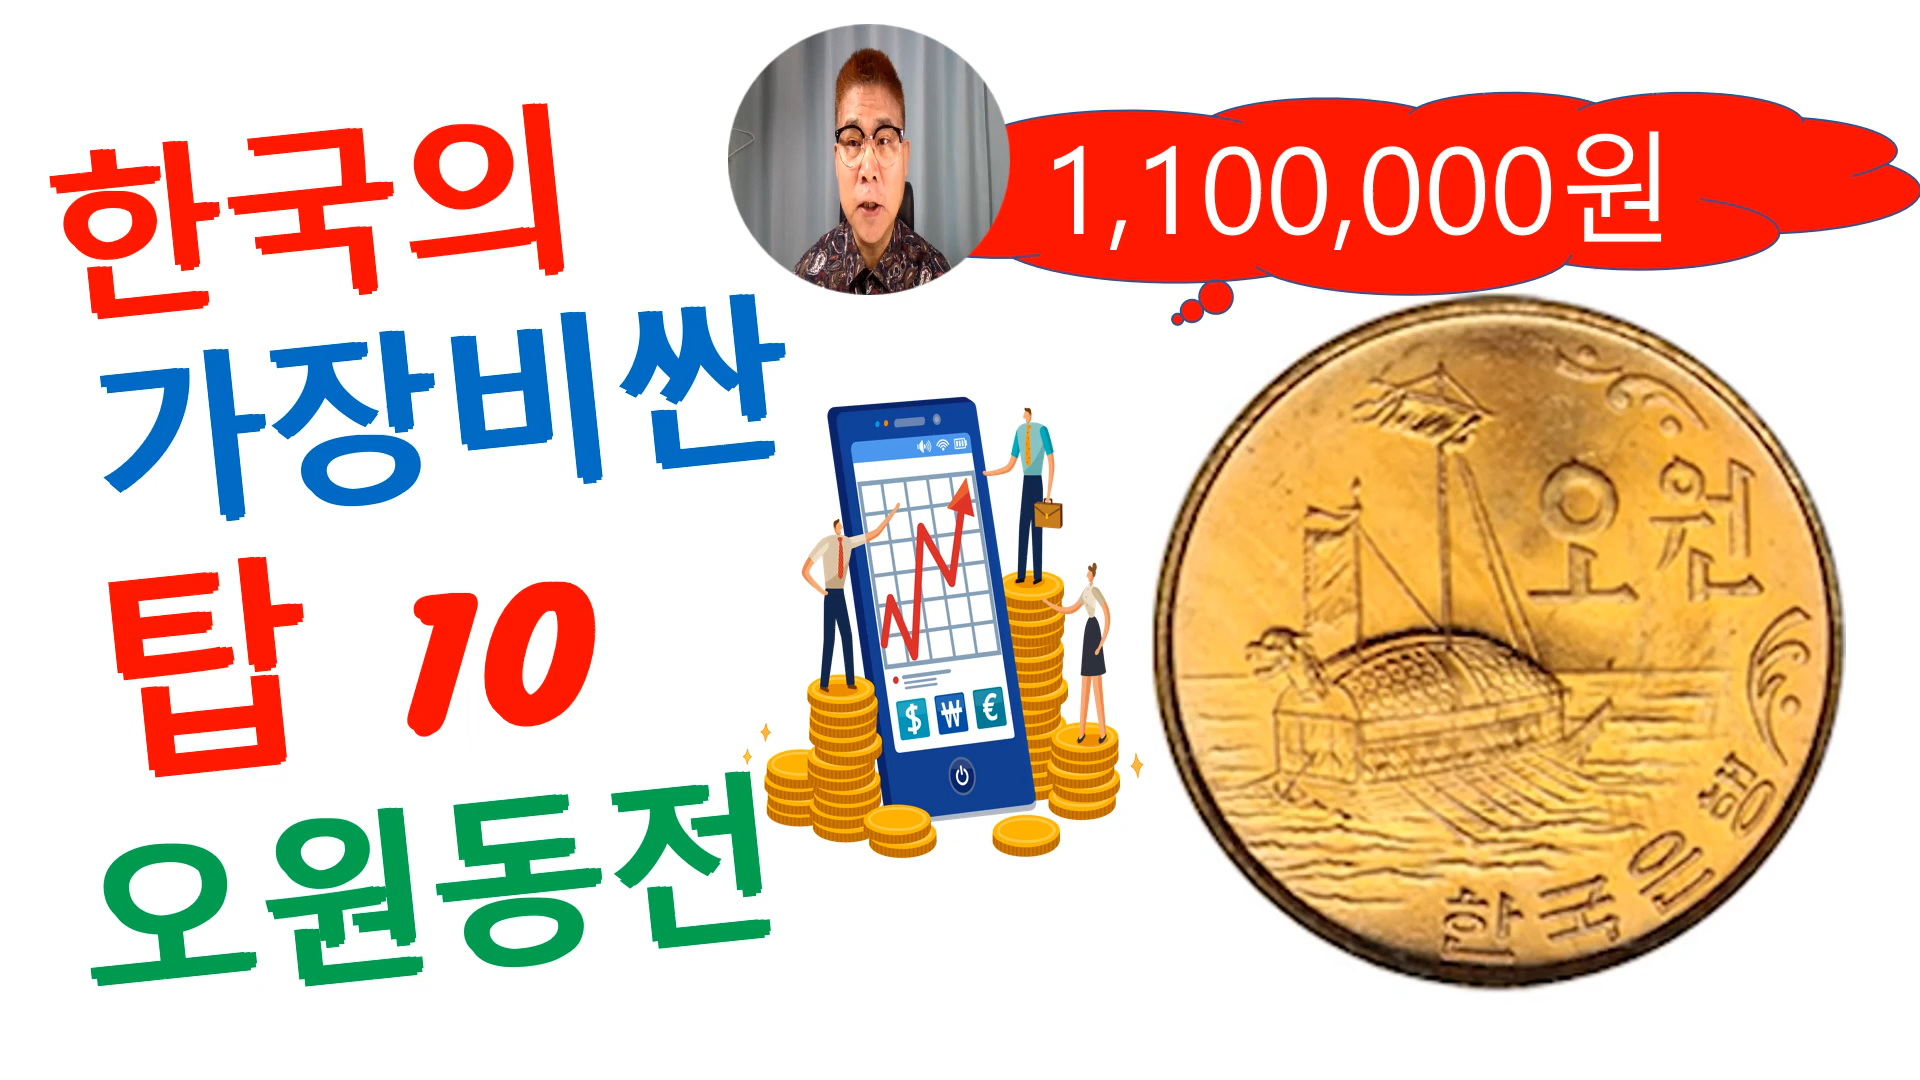 한국의
가장비싼
탑 10
오원동전
1,100,000원
오원
한국은행
$ ₩ €